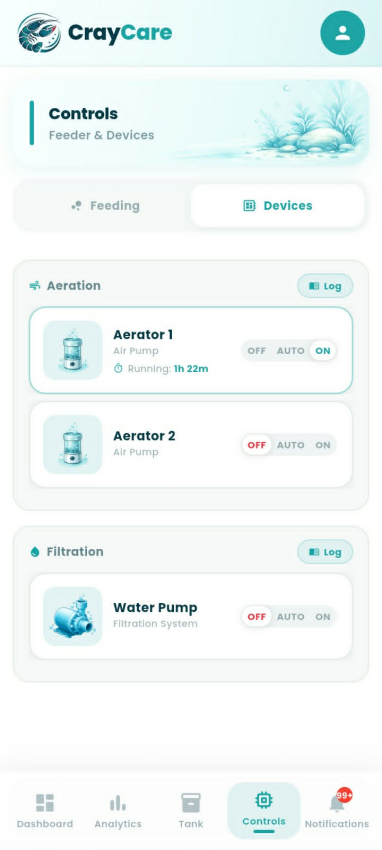 CrayCare
Controls
Feeder & Devices
Feeding
Devices
Aeration
Log
Aerator 1
Air Pump
Running: 1h 22m
OFF AUTO ON
Aerator 2
Air Pump
OFF AUTO ON
Filtration
Log
Water Pump
Filtration System
OFF AUTO ON
99+
Dashboard
Analytics
Tank
Controls
Notifications